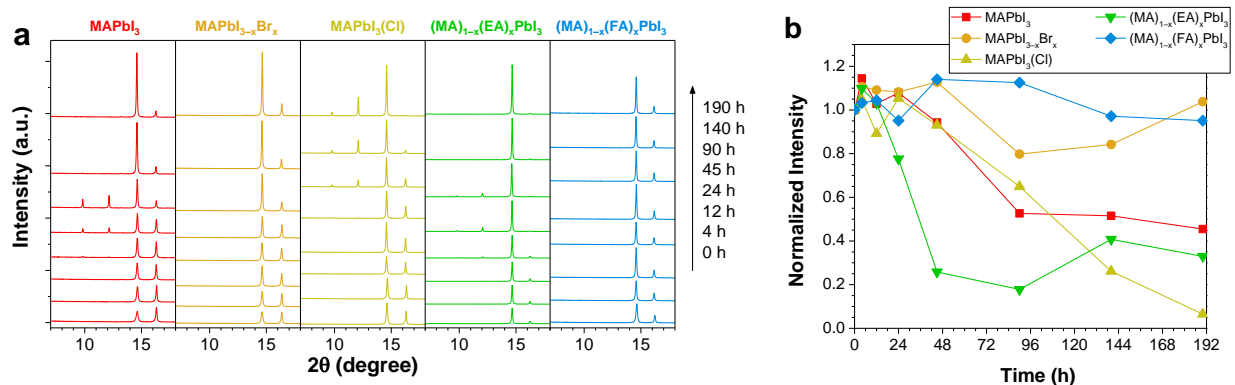 a
MAPbI₃
MAPbI₃₋ₓBrₓ
MAPbI₃(Cl)
(MA)₁₋ₓ(EA)ₓPbI₃
(MA)₁₋ₓ(FA)ₓPbI₃
Intensity (a.u.)
190 h
140 h
90 h
45 h
24 h
12 h
4 h
0 h
10 15 10 15 10 15 10 15 10 15
2θ (degree)
b
MAPbI₃
MAPbI₃₋ₓBrₓ
MAPbI₃(Cl)
(MA)₁₋ₓ(EA)ₓPbI₃
(MA)₁₋ₓ(FA)ₓPbI₃
Normalized Intensity
1.2
1.0
0.8
0.6
0.4
0.2
0.0
0 24 48 72 96 120 144 168 192
Time (h)